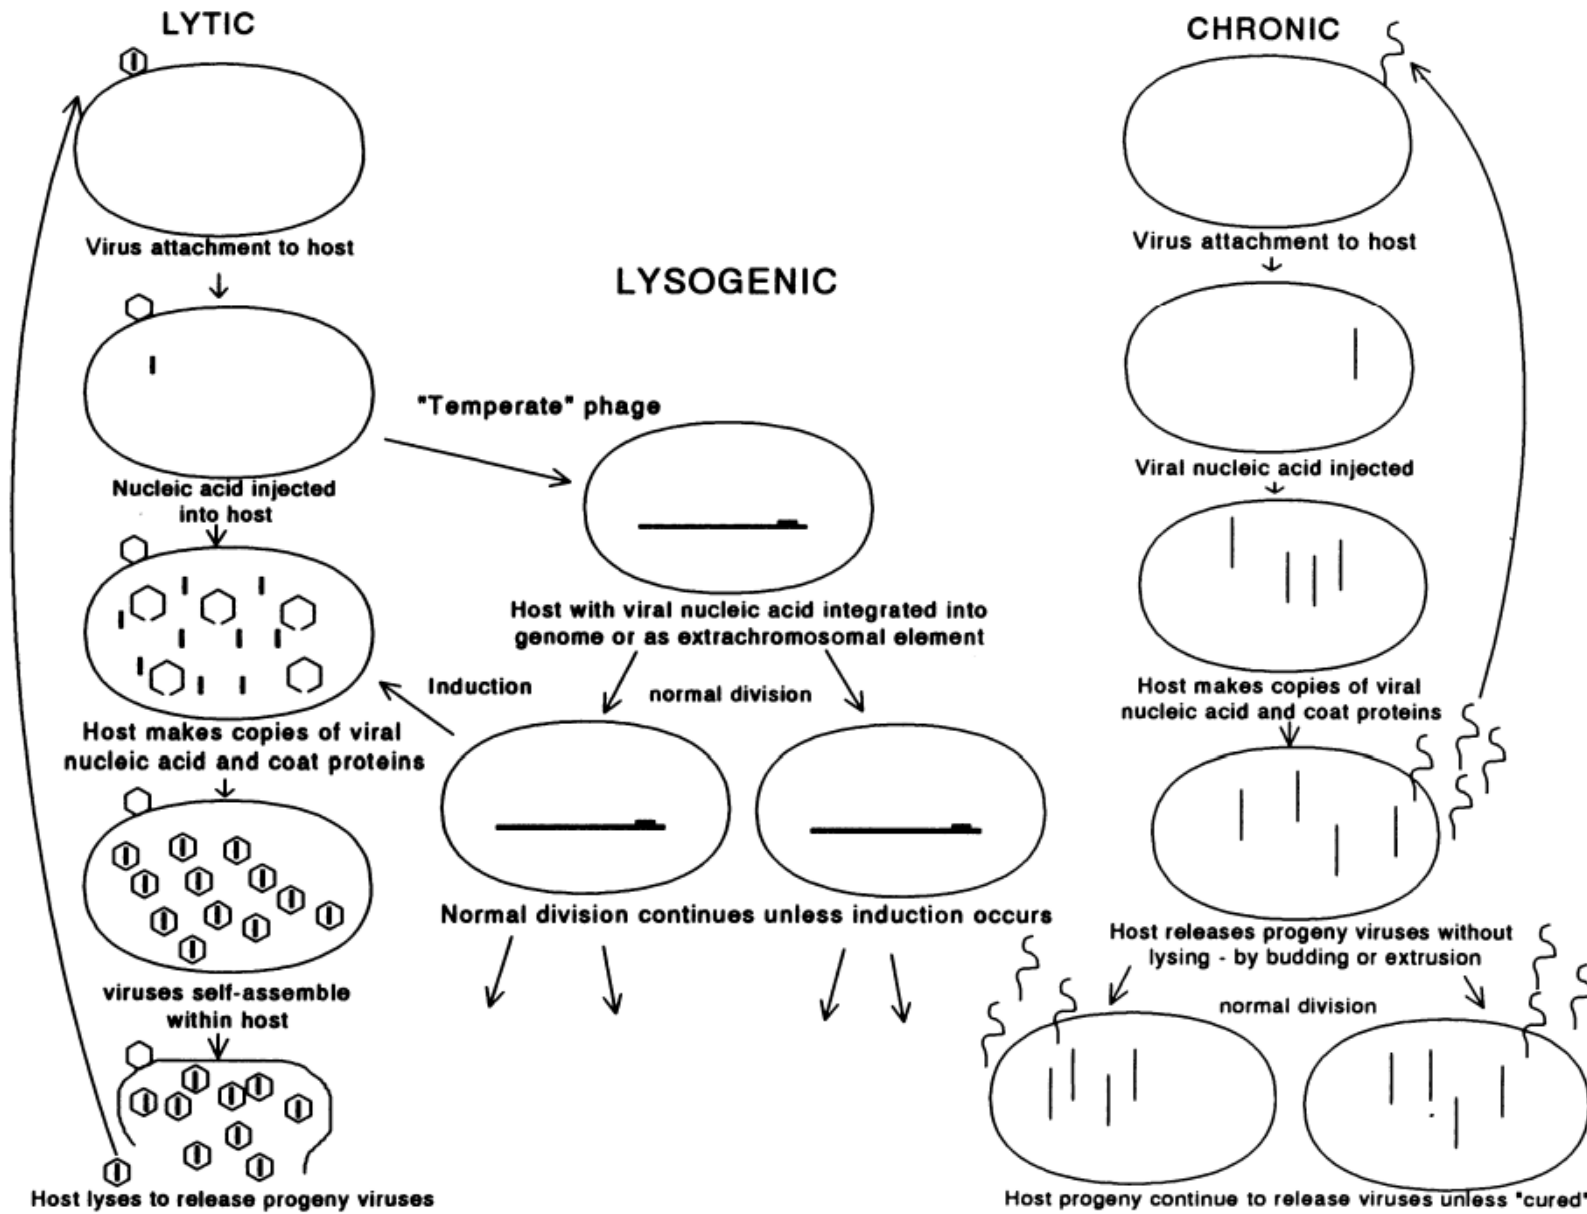 LYTIC
Virus attachment to host
Nucleic acid injected
into host
Host makes copies of viral
nucleic acid and coat proteins
viruses self-assemble
within host
Host lyses to release progeny viruses
LYSOGENIC
"Temperate" phage
Host with viral nucleic acid integrated into
genome or as extrachromosomal element
Induction
normal division
Normal division continues unless induction occurs
CHRONIC
Virus attachment to host
Viral nucleic acid injected
Host makes copies of viral
nucleic acid and coat proteins
Host releases progeny viruses without
lysing - by budding or extrusion
normal division
Host progeny continue to release viruses unless "cured"